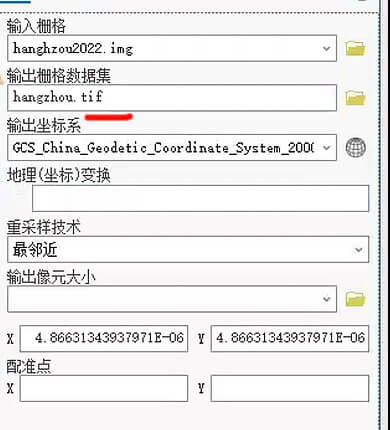 输入栅格
hanghzou2022.img
输出栅格数据集
hangzhou.tif
输出坐标系
GCS_China_Geodetic_Coordinate_System_200
地理(坐标)变换
重采样技术
最邻近
输出像元大小
X 4.86631343937971E-06 Y 4.86631343937971E-06
配准点
X Y